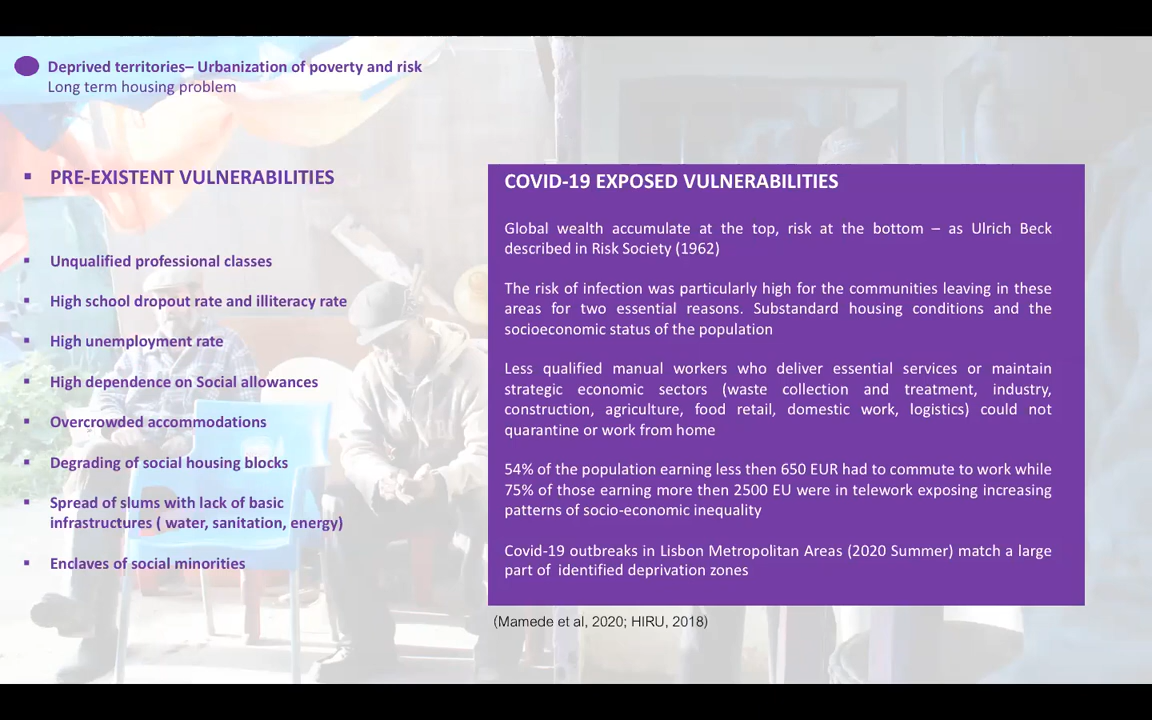 Deprived territories– Urbanization of poverty and risk
Long term housing problem
▪ PRE-EXISTENT VULNERABILITIES
▪ Unqualified professional classes
▪ High school dropout rate and illiteracy rate
▪ High unemployment rate
▪ High dependence on Social allowances
▪ Overcrowded accommodations
▪ Degrading of social housing blocks
▪ Spread of slums with lack of basic
infrastructures ( water, sanitation, energy)
▪ Enclaves of social minorities
COVID-19 EXPOSED VULNERABILITIES
Global wealth accumulate at the top, risk at the bottom – as Ulrich Beck
described in Risk Society (1962)
The risk of infection was particularly high for the communities leaving in these
areas for two essential reasons. Substandard housing conditions and the
socioeconomic status of the population
Less qualified manual workers who deliver essential services or maintain
strategic economic sectors (waste collection and treatment, industry,
construction, agriculture, food retail, domestic work, logistics) could not
quarantine or work from home
54% of the population earning less then 650 EUR had to commute to work while
75% of those earning more then 2500 EU were in telework exposing increasing
patterns of socio-economic inequality
Covid-19 outbreaks in Lisbon Metropolitan Areas (2020 Summer) match a large
part of identified deprivation zones
(Mamede et al, 2020; HIRU, 2018)